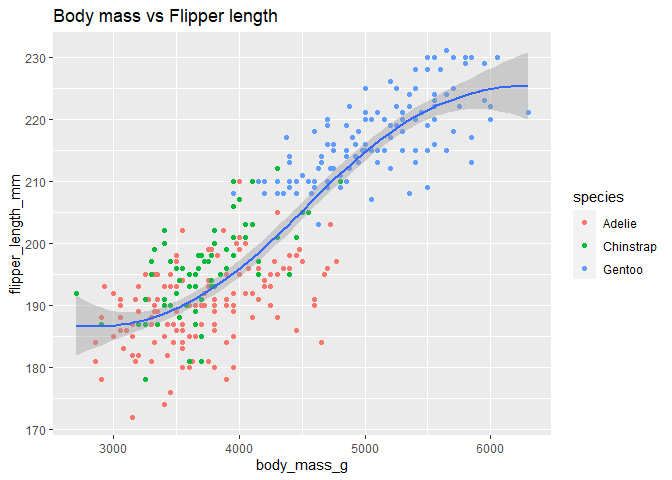 Body mass vs Flipper length
230
220
210
200
190
180
170
flipper_length_mm
3000 4000 5000 6000
body_mass_g
species
Adelie
Chinstrap
Gentoo